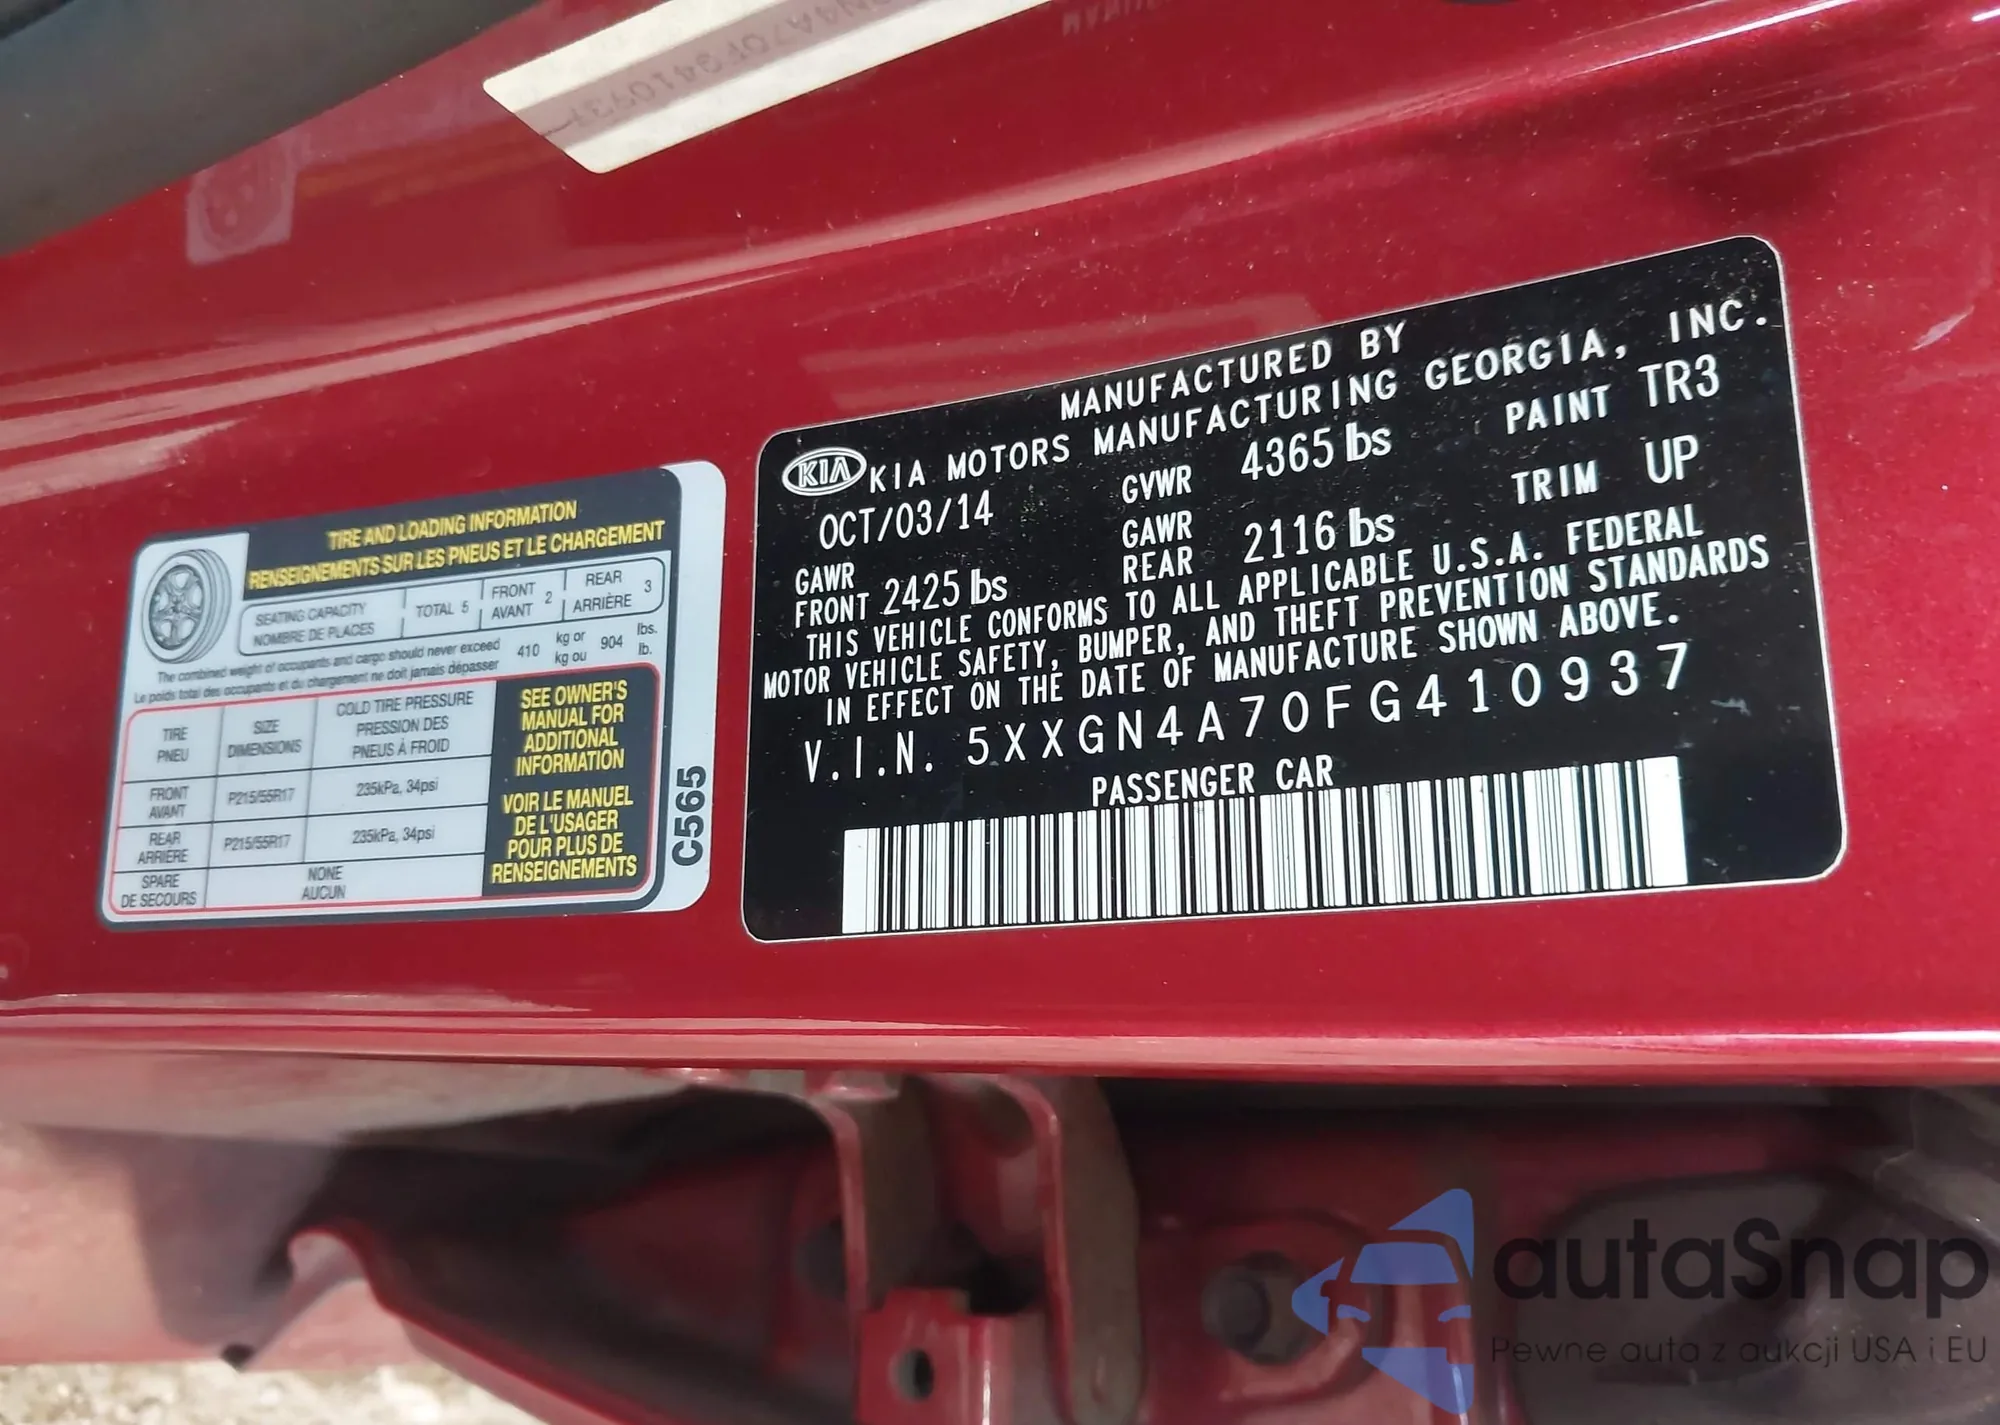 N4A70FG410937
TIRE AND LOADING INFORMATION
RENSEIGNEMENTS SUR LES PNEUS ET LE CHARGEMENT
SEATING CAPACITY
NOMBRE DE PLACES
TOTAL 5
FRONT
AVANT
2
REAR
ARRIÈRE
3
The combined weight of occupants and cargo should never exceed
Le poids total des occupants et du chargement ne doit jamais dépasser
410
kg or
kg ou
904
lbs.
lb.
TIRE
PNEU
SIZE
DIMENSIONS
COLD TIRE PRESSURE
PRESSION DES
PNEUS À FROID
FRONT
AVANT
P215/55R17
235kPa, 34psi
REAR
ARRIÈRE
P215/55R17
235kPa, 34psi
SPARE
DE SECOURS
NONE
AUCUN
SEE OWNER'S
MANUAL FOR
ADDITIONAL
INFORMATION
VOIR LE MANUEL
DE L'USAGER
POUR PLUS DE
RENSEIGNEMENTS
C565
MANUFACTURED BY
KIA KIA MOTORS MANUFACTURING GEORGIA, INC.
OCT/03/14 GVWR 4365 lbs PAINT TR3
GAWR
FRONT 2425 lbs
GAWR
REAR 2116 lbs
TRIM UP
THIS VEHICLE CONFORMS TO ALL APPLICABLE U.S.A. FEDERAL
MOTOR VEHICLE SAFETY, BUMPER, AND THEFT PREVENTION STANDARDS
IN EFFECT ON THE DATE OF MANUFACTURE SHOWN ABOVE.
V.I.N. 5XXGN4A70FG410937
PASSENGER CAR
autaSnap
Pewne auta z aukcji USA i EU